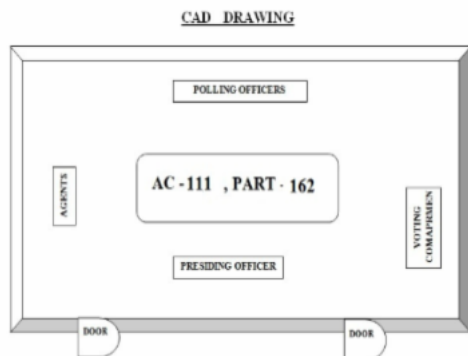 CAD DRAWING
POLLING OFFICERS
AGENTS
AC -111 , PART - 162
VOTING
COMAPRMEN
PRESIDING OFFICER
DOOR
DOOR